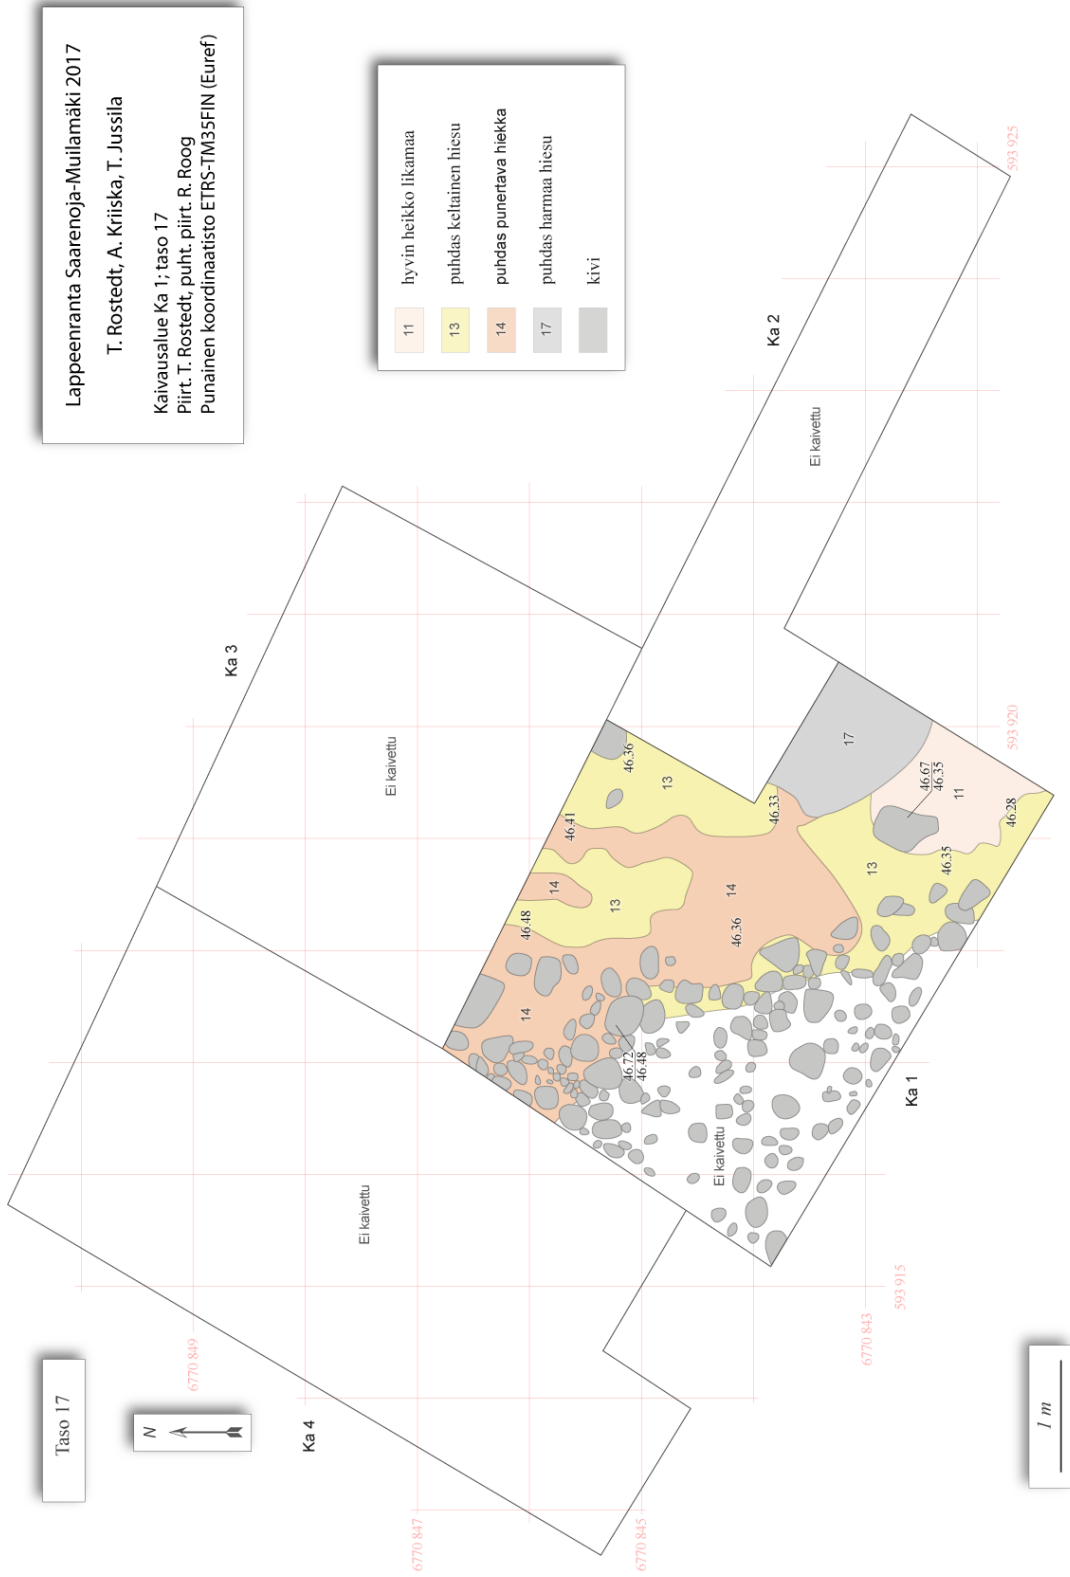 Taso 17
N
Lappeenranta Saarenoja-Muilamäki 2017
T. Rostedt, A. Kriiska, T. Jussila
Kaivausalue Ka 1; taso 17
Piirt. T. Rostedt, puht. piirt. R. Roog
Punainen koordinaatisto ETRS-TM35FIN (Euref)
11 hyvin heikko likamaa
13 puhdas keltainen hiesu
14 puhdas punertava hiekka
17 puhdas harmaa hiesu
kivi
Ka 4
Ei kaivettu
Ka 3
Ei kaivettu
Ka 2
Ei kaivettu
Ka 1
Ei kaivettu
6770 849
6770 847
6770 845
6770 843
593 915
593 920
593 925
46.48
46.41
46.36
14
13
14
13
14
46.36
46.33
46.72
46.48
17
13
46.35
46.67
46.35
11
46.28
1 m